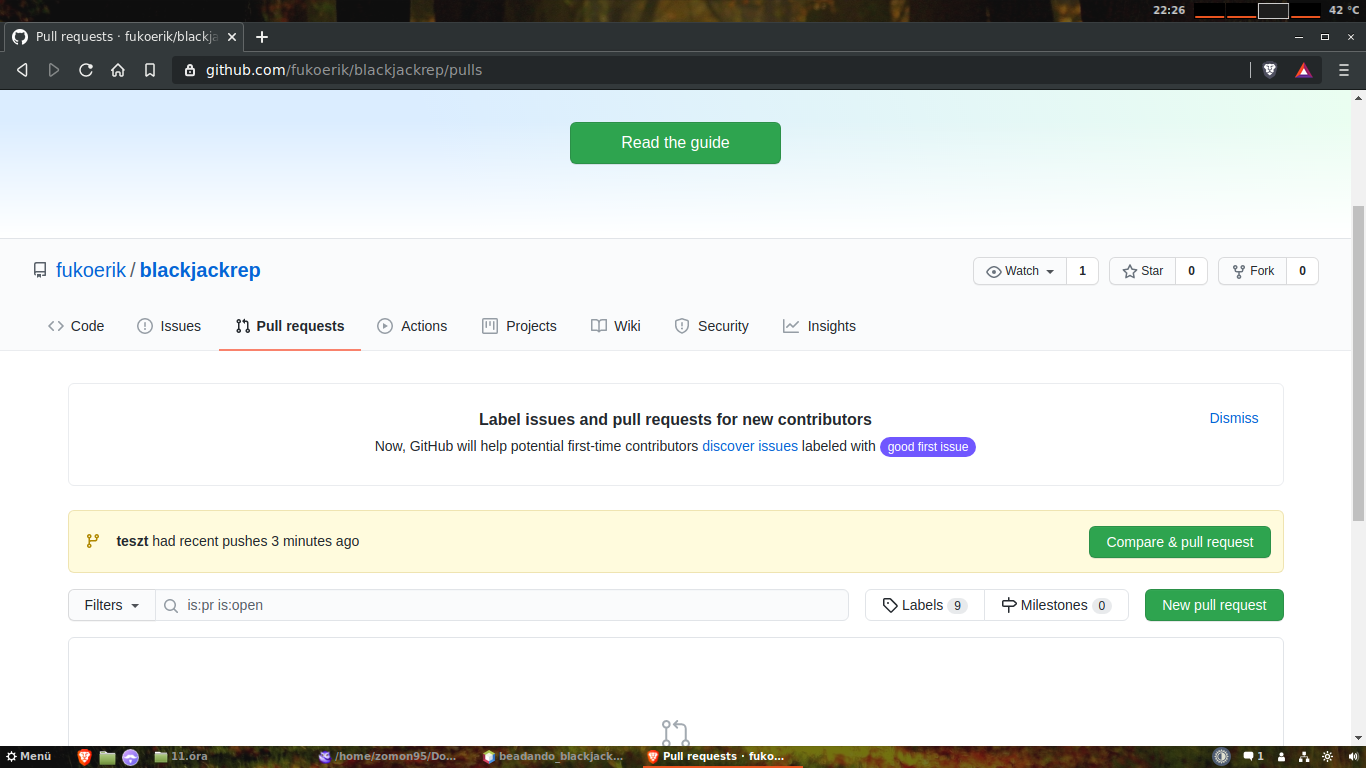 22:26 42 °C
Pull requests · fukoerik/blackja
github.com/fukoerik/blackjackrep/pulls
Read the guide
fukoerik / blackjackrep
Watch 1 Star 0 Fork 0
Code Issues Pull requests Actions Projects Wiki Security Insights
Label issues and pull requests for new contributors
Dismiss
Now, GitHub will help potential first-time contributors discover issues labeled with good first issue
teszt had recent pushes 3 minutes ago
Compare & pull request
Filters is:pr is:open Labels 9 Milestones 0 New pull request
Menü 11.óra /home/zomon95/Do... beadando_blackjack... Pull requests · fuko... 1